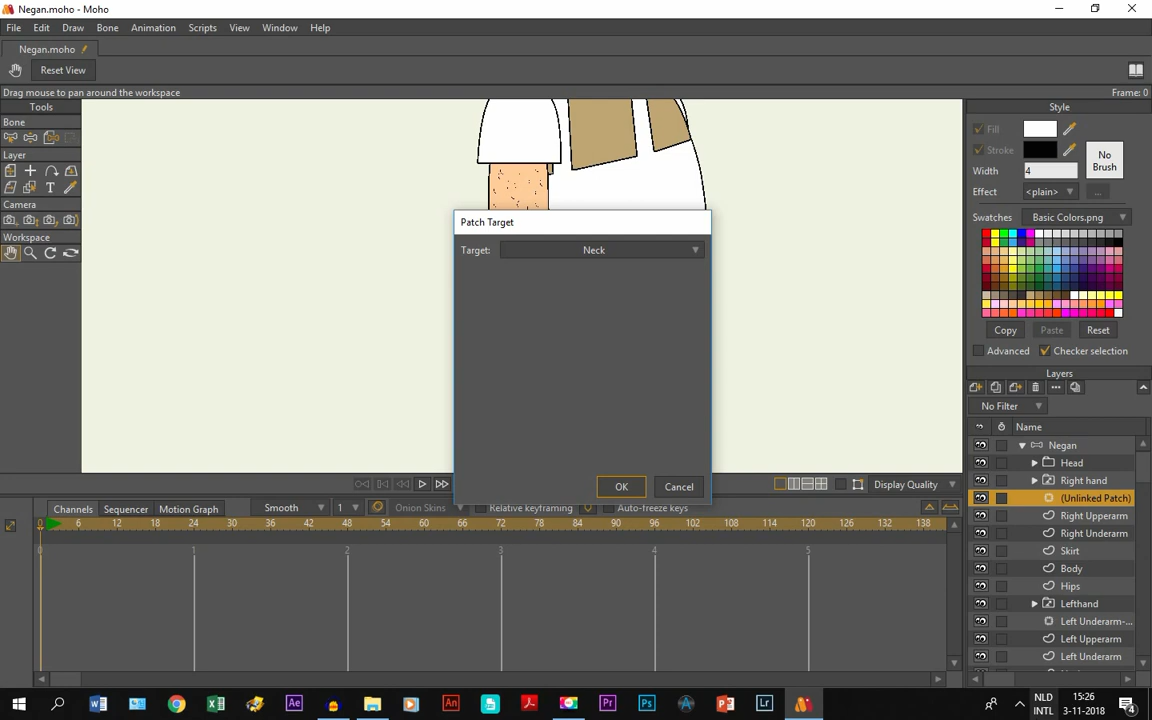 Negan.moho - Moho
File Edit Draw Bone Animation Scripts View Window Help
Negan.moho
Reset View
Drag mouse to pan around the workspace
Frame: 0
Tools
Bone
Layer
Camera
Workspace
Patch Target
Target: Neck
OK Cancel
Style
Fill
Stroke
No Brush
Width 4
Effect <plain> ...
Swatches Basic Colors.png
Copy Paste Reset
Advanced Checker selection
Layers
No Filter
Name
Negan
Head
Right hand
(Unlinked Patch)
Right Upperarm
Right Underarm
Skirt
Body
Hips
Lefthand
Left Underarm-...
Left Upperarm
Left Underarm
Display Quality
Channels Sequencer Motion Graph Smooth 1 Onion Skins Relative keyframing Auto-freeze keys
0 6 12 18 24 30 36 42 48 54 60 66 72 78 84 90 96 102 108 114 120 126 132 138
0 1 2 3 4 5
NLD 15:26
INTL 3-11-2018
4